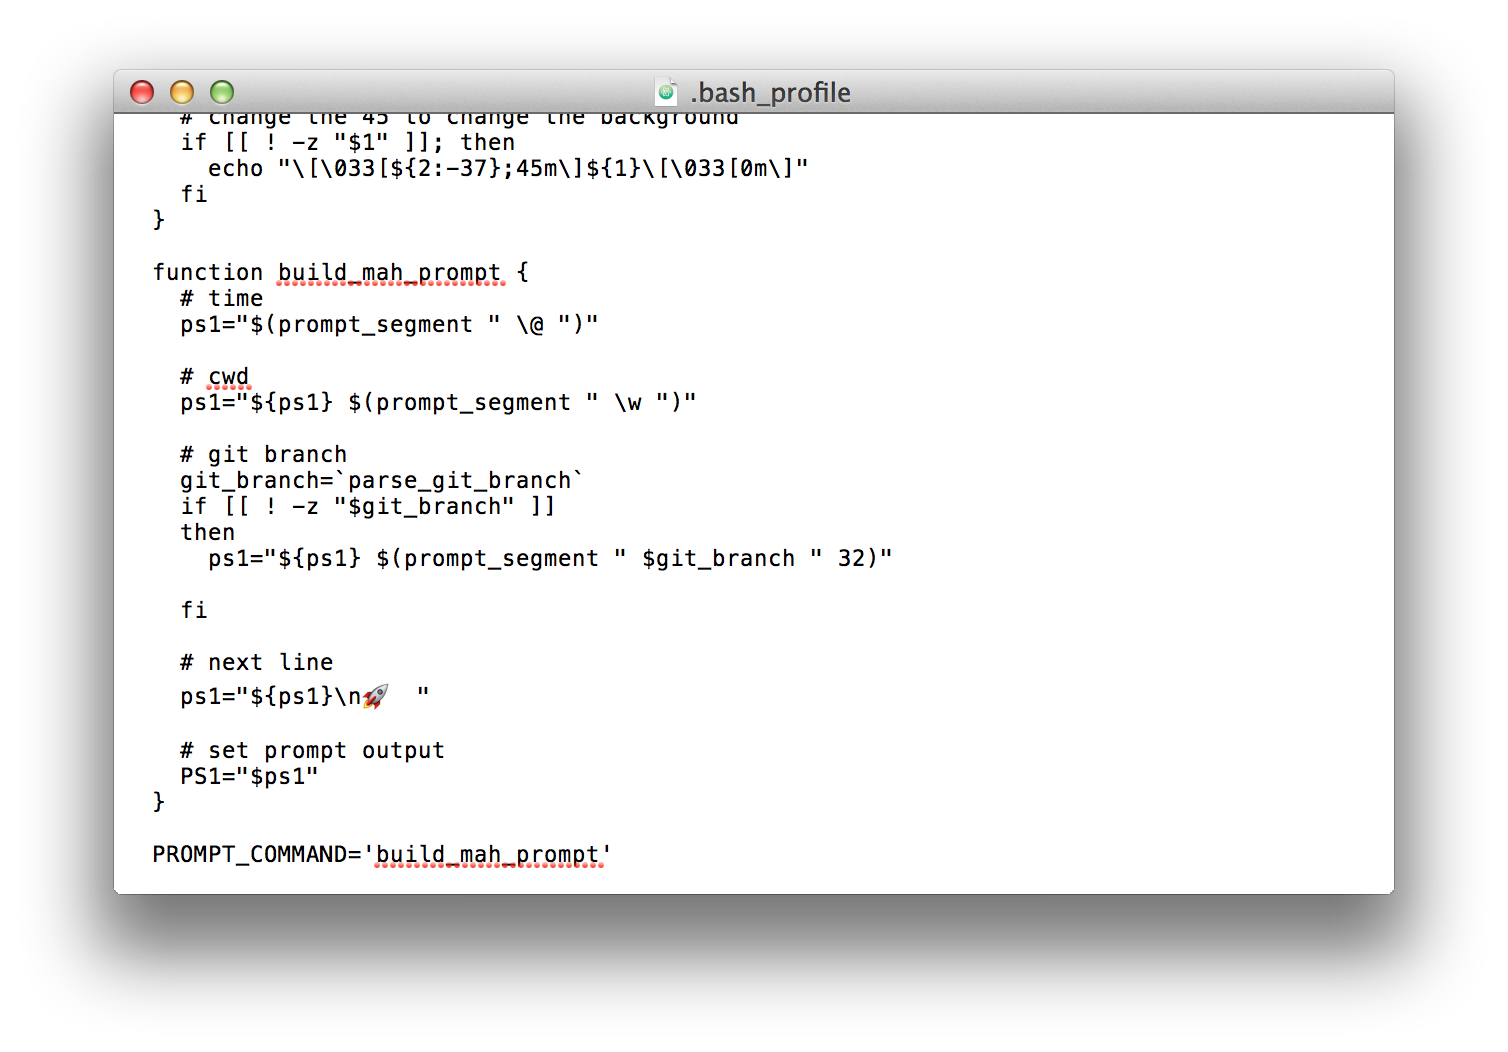 .bash_profile
# change the 45 to change the background
if [[ ! -z "$1" ]]; then
echo "\[\033[${2:-37};45m\]${1}\[\033[0m\]"
fi
}
function build_mah_prompt {
# time
ps1="$(prompt_segment " \@ ")"
# cwd
ps1="${ps1} $(prompt_segment " \w ")"
# git branch
git_branch=`parse_git_branch`
if [[ ! -z "$git_branch" ]]
then
ps1="${ps1} $(prompt_segment " $git_branch " 32)"
fi
# next line
ps1="${ps1}\n🚀  "
# set prompt output
PS1="$ps1"
}
PROMPT_COMMAND='build_mah_prompt'